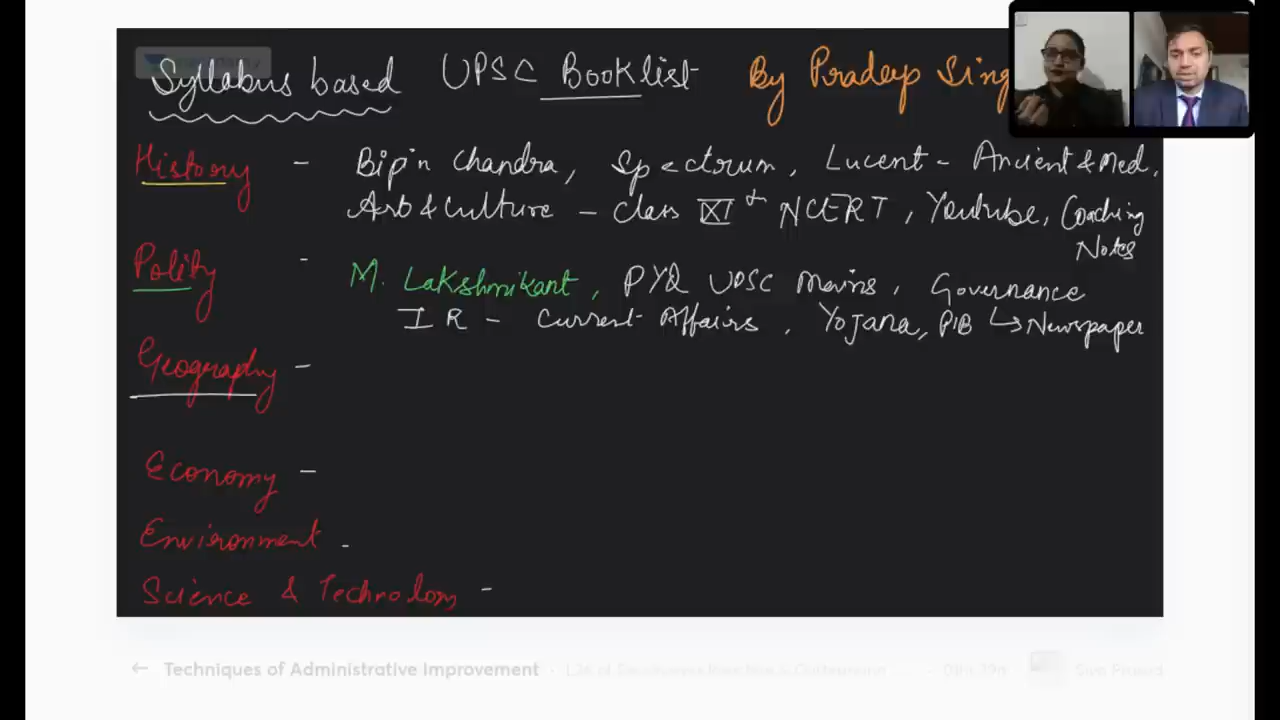 Syllabus based UPSC Booklist By Pradeep Sing
History - Bipin Chandra, Spectrum, Lucent - Ancient & Med.
Art & Culture - Class XI th NCERT, Youtube, Coaching Notes
Polity - M. Lakshmikant, PYQ UPSC Mains, Governance
IR - Current Affairs, Yojana, PIB ↳ Newspaper
Geography -
Economy -
Environment -
Science & Technology -
← Techniques of Administrative Improvement